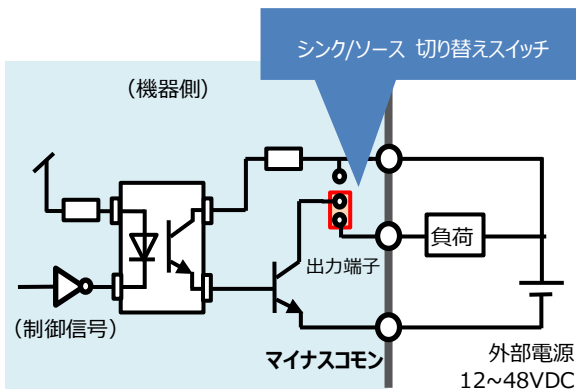 シンク/ソース 切り替えスイッチ
(機器側)
負荷
出力端子
(制御信号)
マイナスコモン
外部電源
12~48VDC